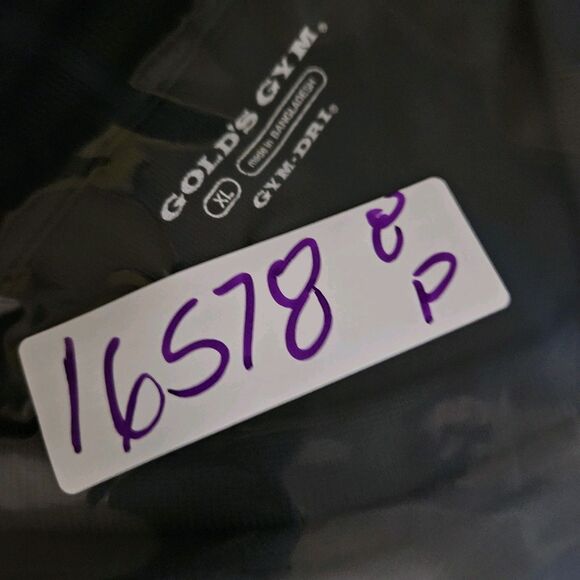 GOLD'S GYM®
XL made in BANGLADESH
GYM-DRI®
16578 8
P